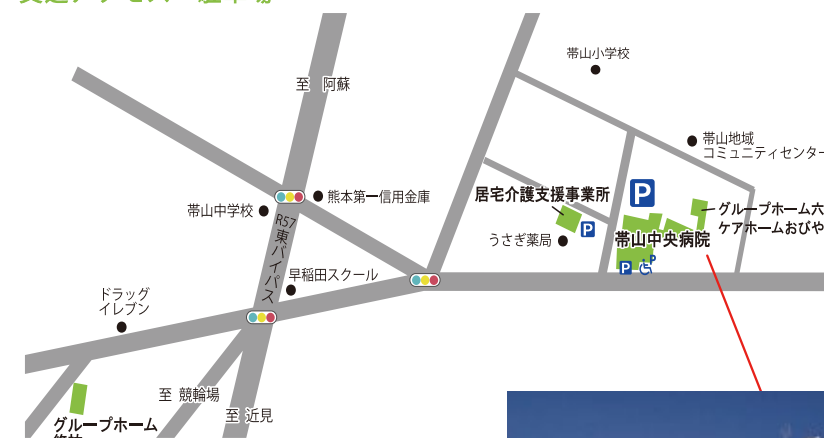 帯山小学校
至 阿蘇
帯山地域
コミュニティセンター
居宅介護支援事業所
P
熊本第一信用金庫
帯山中学校
グループホーム六
ケアホームおびや
R57
東バイパス
P
うさぎ薬局
帯山中央病院
P
P
早稲田スクール
ドラッグ
イレブン
至 競輪場
至 近見
グループホーム